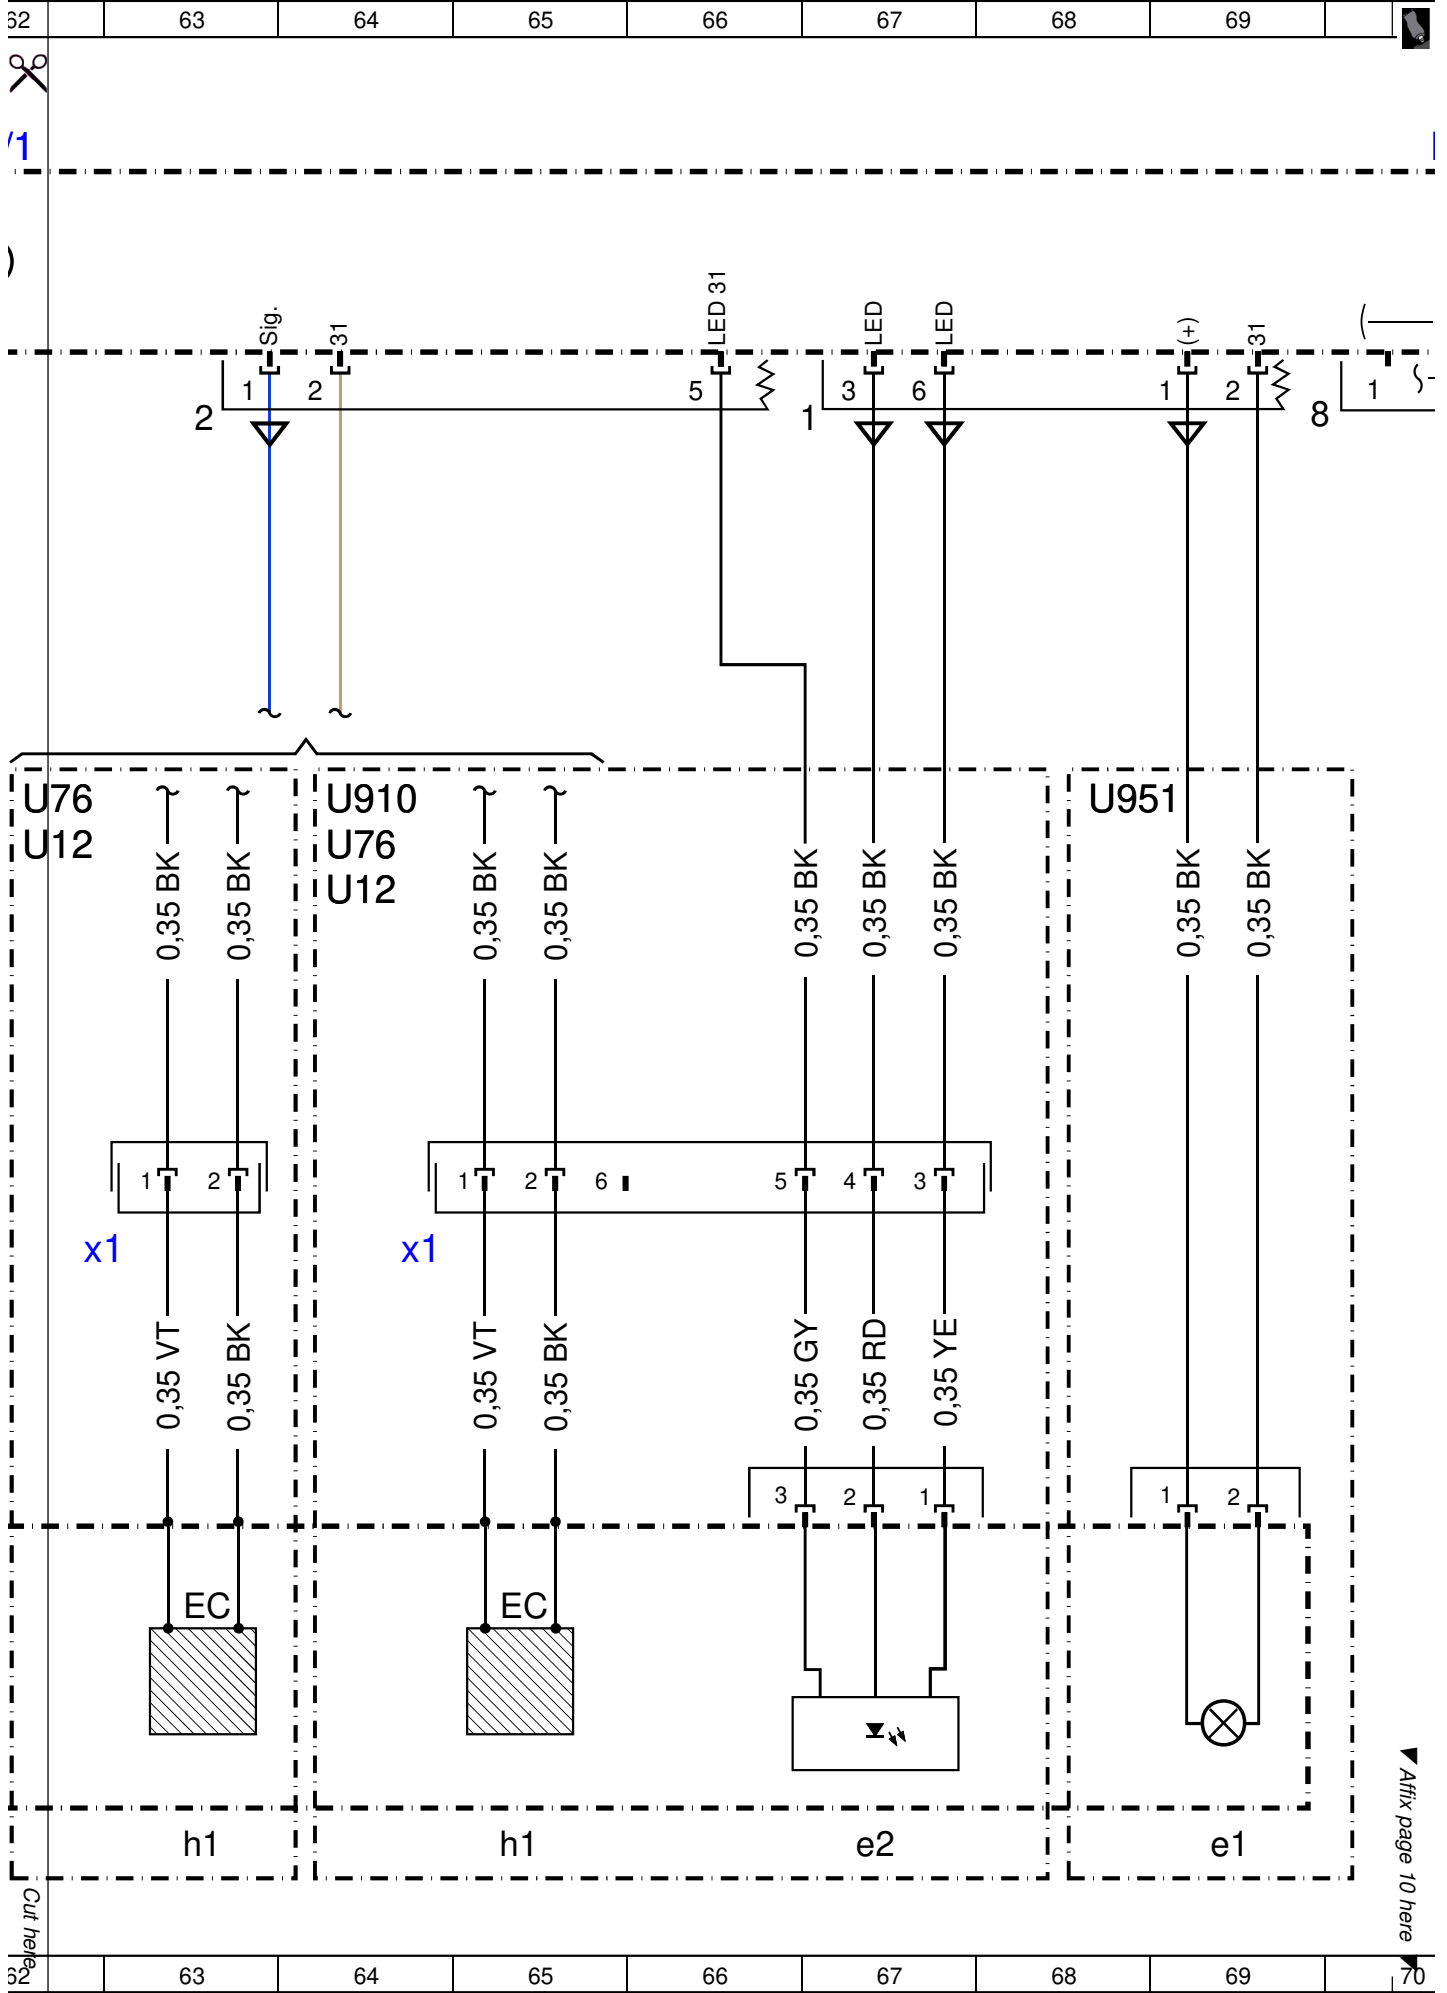 62 63 64 65 66 67 68 69
/1
)
Sig. 31 LED 31 LED LED (+) 31 (
1 2 5 3 6 1 2 1
2 1 8
U76 U910 U951
U12 U76
U12
0,35 BK 0,35 BK 0,35 BK 0,35 BK 0,35 BK 0,35 BK 0,35 BK 0,35 BK 0,35 BK
1 2 1 2 6 5 4 3
x1 x1
0,35 VT 0,35 BK 0,35 VT 0,35 BK 0,35 GY 0,35 RD 0,35 YE
3 2 1 1 2
EC EC
h1 h1 e2 e1
Cut here
Affix page 10 here
62 63 64 65 66 67 68 69 70